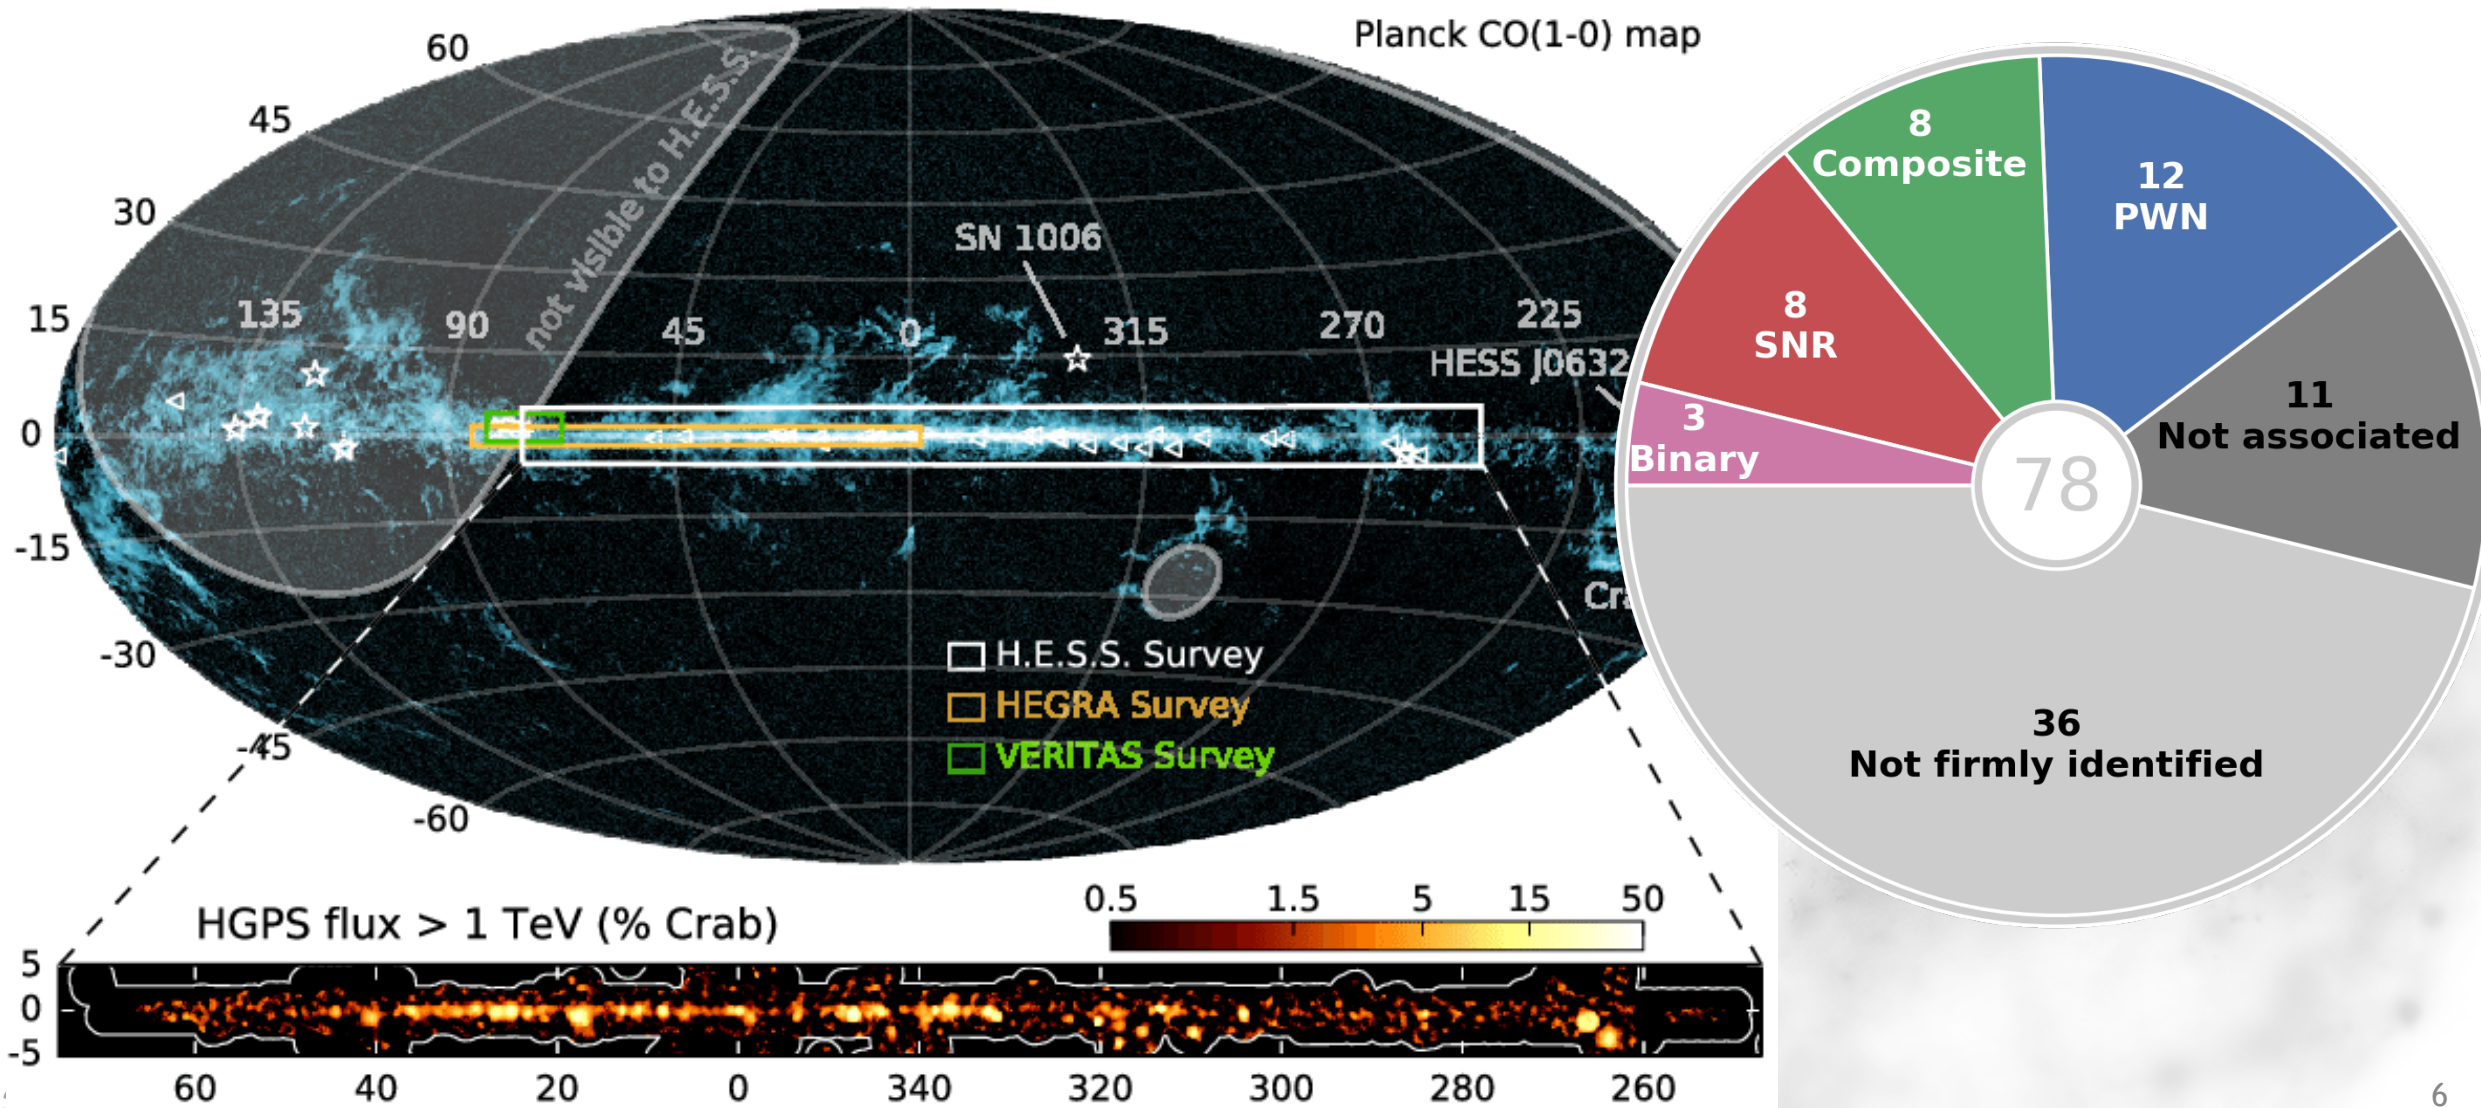 Planck CO(1-0) map
60
45
30
15
0
-15
-30
-45
-60
not visible to H.E.S.S.
135
90
45
0
315
270
225
SN 1006
HESS J0632
H.E.S.S. Survey
HEGRA Survey
VERITAS Survey
8
Composite
12
PWN
8
SNR
11
Not associated
3
Binary
78
36
Not firmly identified
HGPS flux > 1 TeV (% Crab)
0.5 1.5 5 15 50
5
0
-5
60 40 20 0 340 320 300 280 260
6